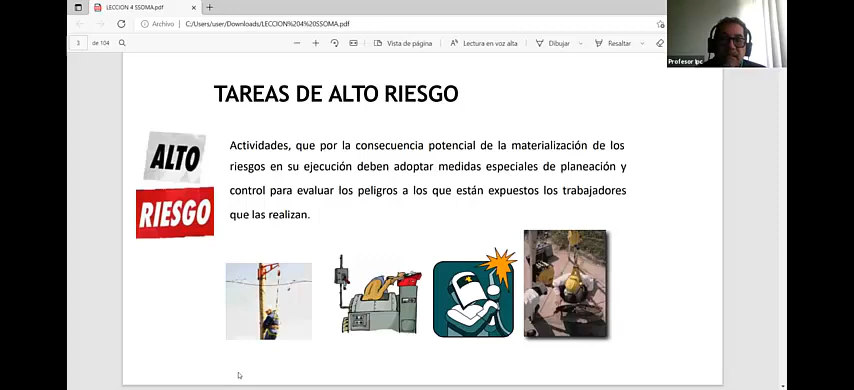 LECCION 4 SSOMA.pdf
Archivo
C:/Users/user/Downloads/LECCION%204%20SSOMA.pdf
3 de 104
Vista de página
Lectura en voz alta
Dibujar
Resaltar
Profesor Ipc
TAREAS DE ALTO RIESGO
ALTO
RIESGO
Actividades, que por la consecuencia potencial de la materialización de los
riesgos en su ejecución deben adoptar medidas especiales de planeación y
control para evaluar los peligros a los que están expuestos los trabajadores
que las realizan.